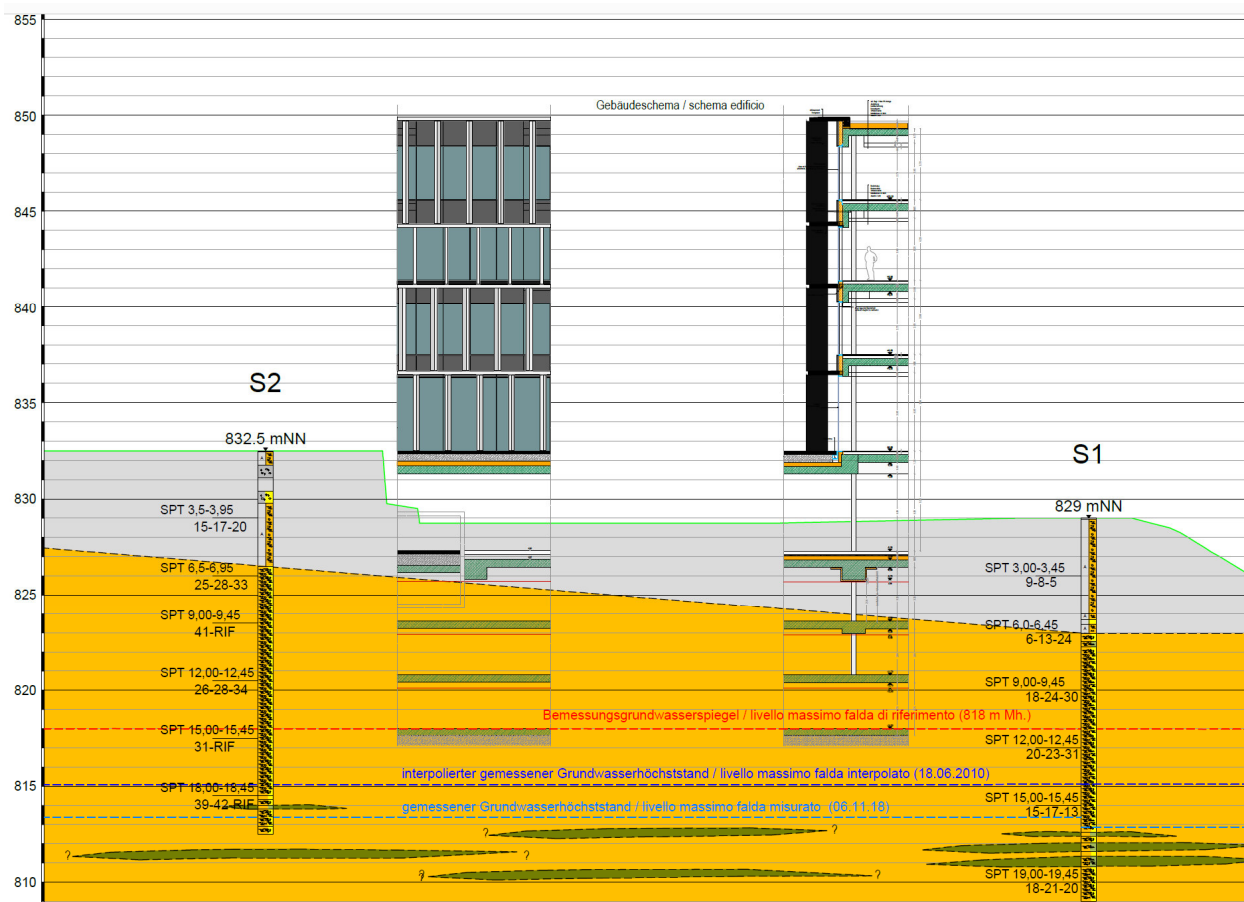 855
Gebäudeschema / schema edificio
850
845
840
S2
835
832.5 mNN
S1
830
829 mNN
SPT 3,5-3,95
15-17-20
SPT 6,5-6,95
25-28-33
SPT 3,00-3,45
9-8-5
825
SPT 9,00-9,45
41-RIF
SPT 6,0-6,45
6-13-24
SPT 12,00-12,45
26-28-34
SPT 9,00-9,45
18-24-30
820
Bemessungsgrundwasserspiegel / livello massimo falda di riferimento (818 m Mh.)
SPT 15,00-15,45
31-RIF
SPT 12,00-12,45
20-23-31
interpolierter gemessener Grundwasserhöchststand / livello massimo falda interpolato (18.06.2010)
815
SPT 18,00-18,45
39-42-RIF
gemessener Grundwasserhöchststand / livello massimo falda misurato (06.11.18)
SPT 15,00-15,45
15-17-13
?
?
?
?
?
?
810
SPT 19,00-19,45
18-21-20